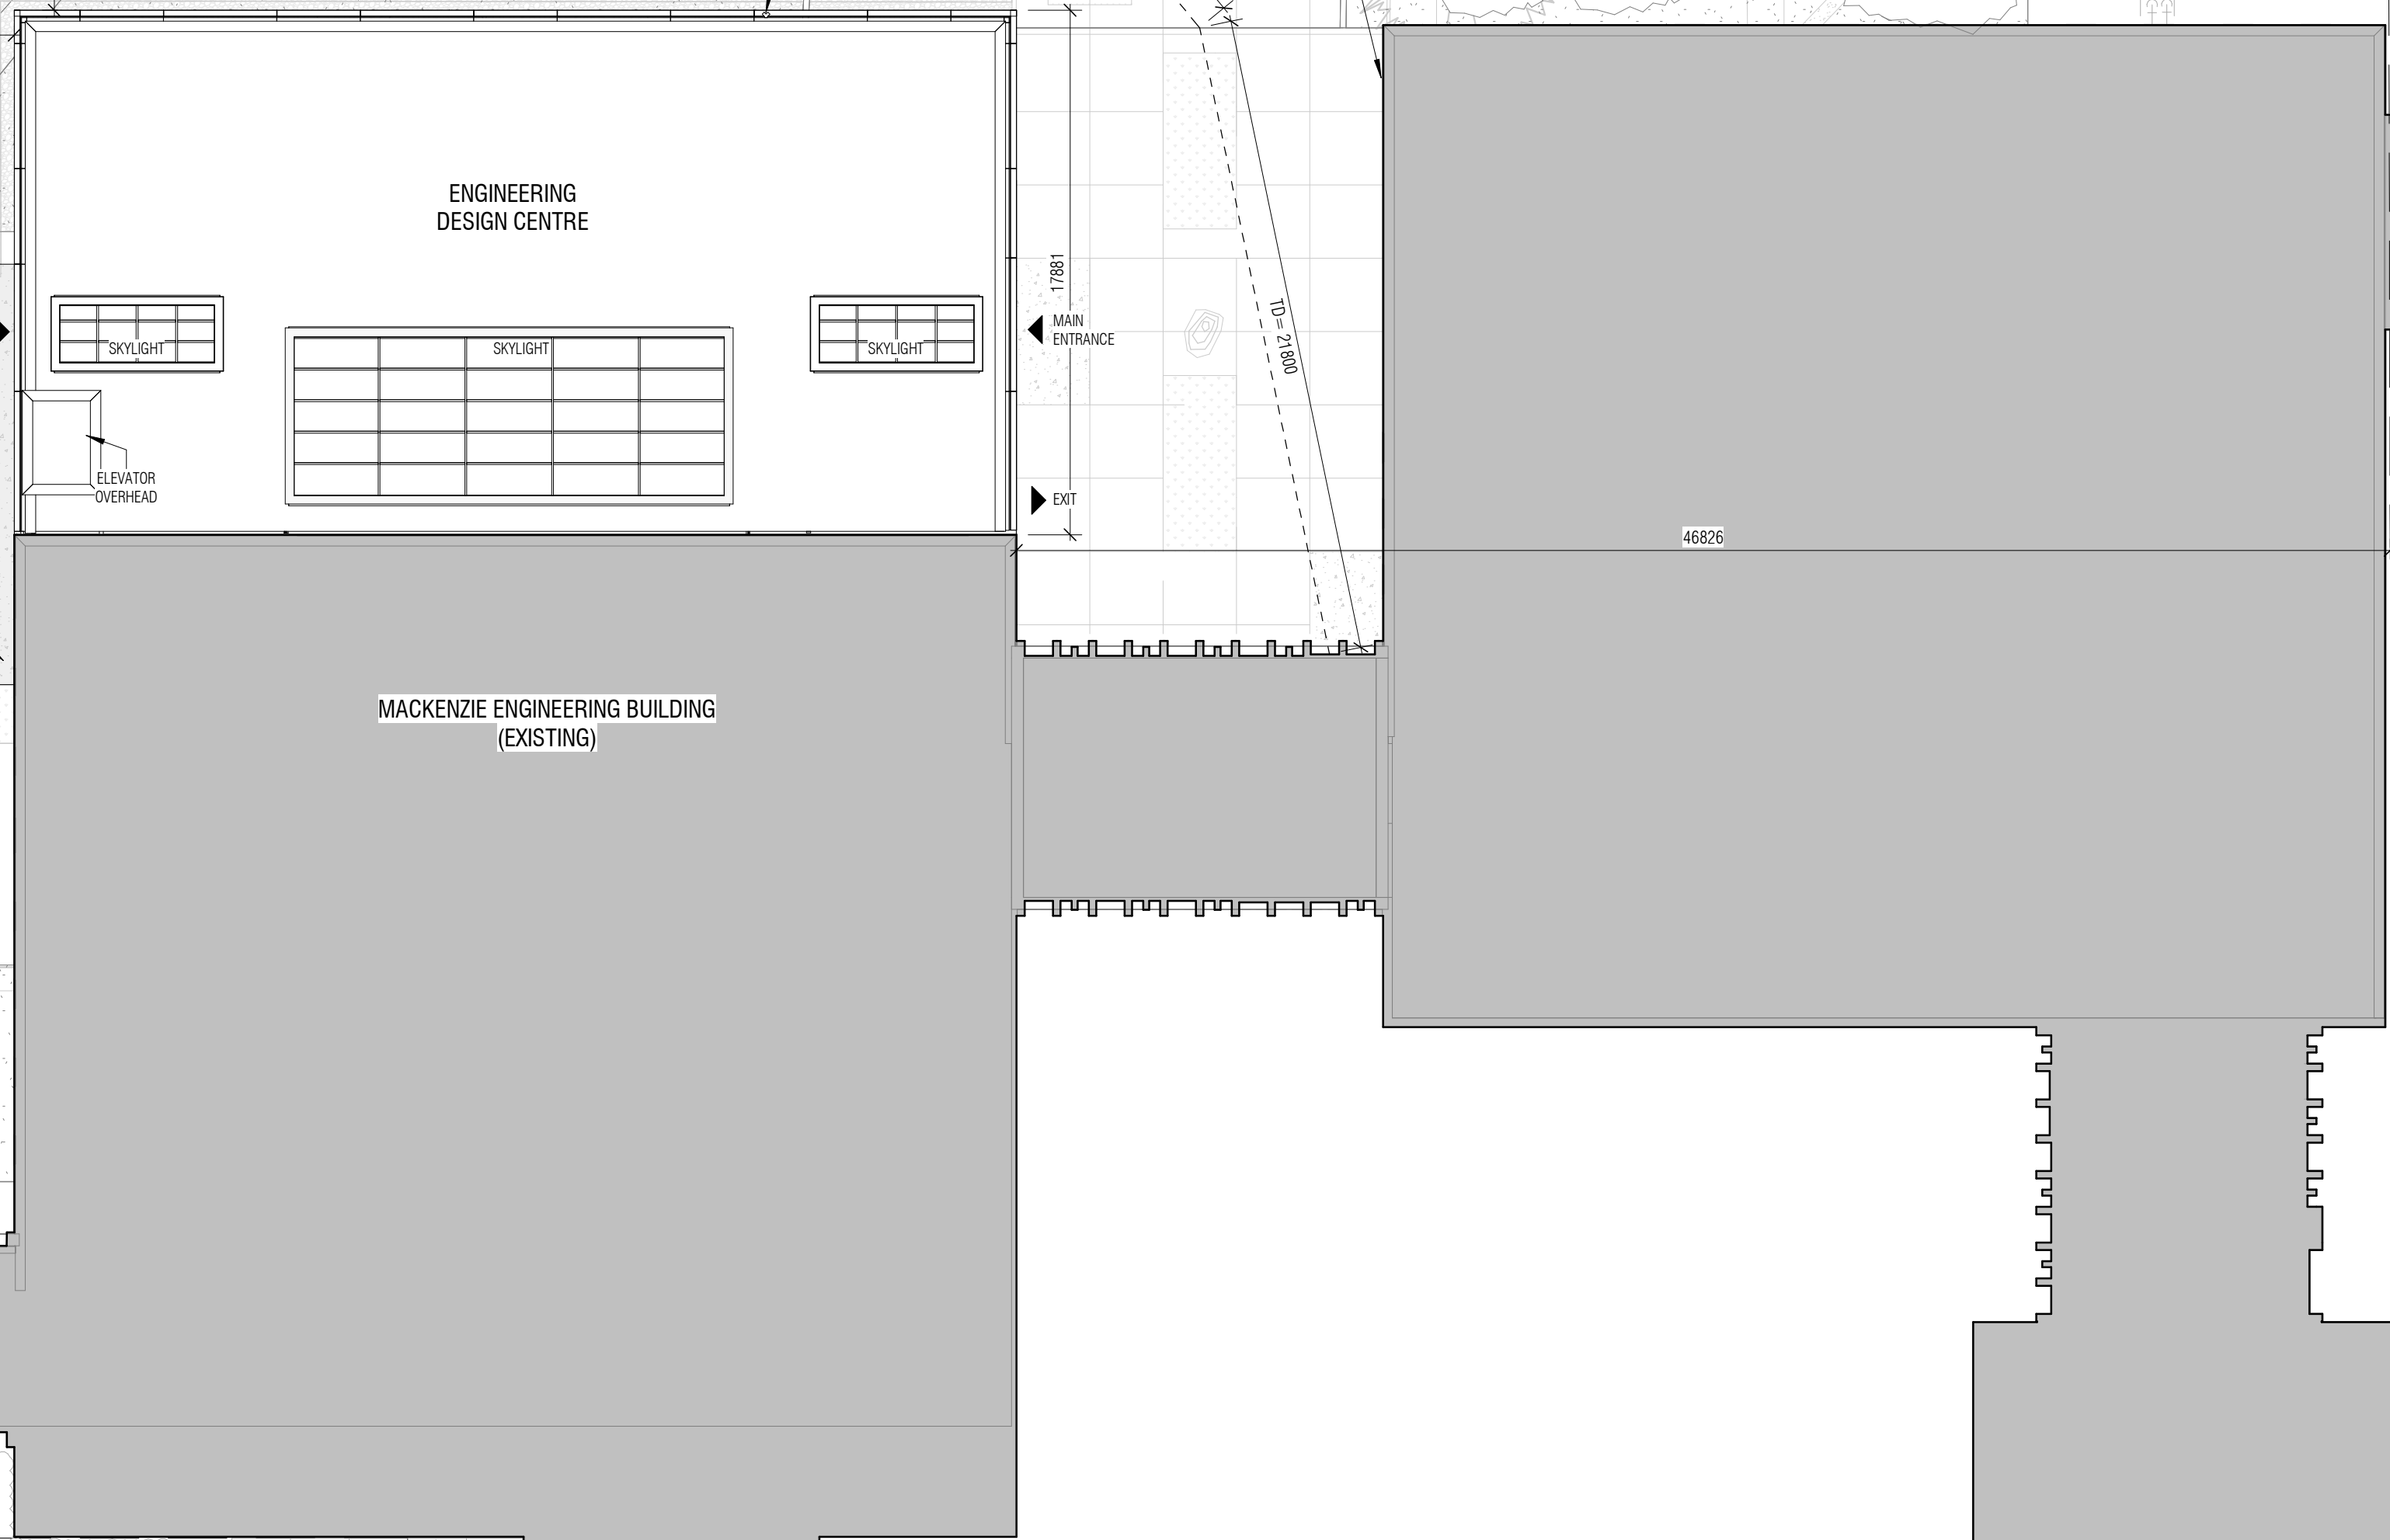 ENGINEERING
DESIGN CENTRE
17881
MAIN
ENTRANCE
TD= 21800
SKYLIGHT
SKYLIGHT
SKYLIGHT
ELEVATOR
OVERHEAD
EXIT
46826
MACKENZIE ENGINEERING BUILDING
(EXISTING)